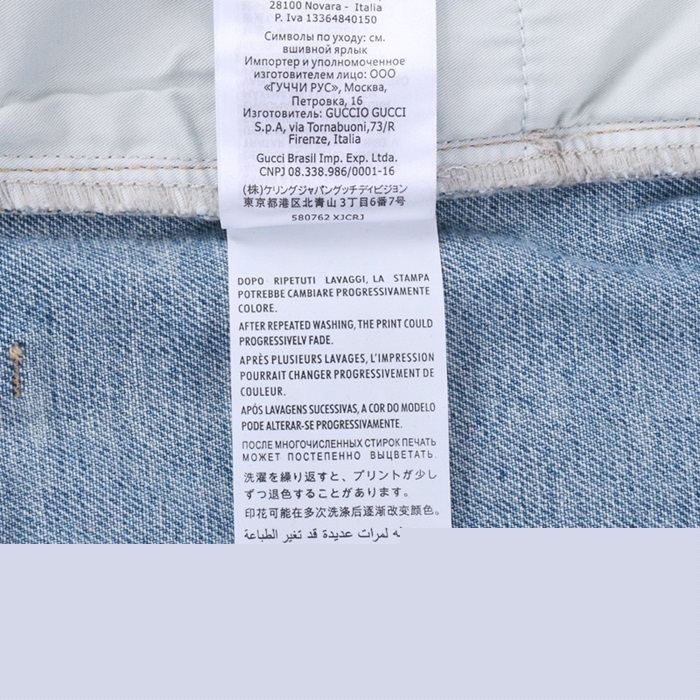 28100 Novara - Italia
P. Iva 13364840150
Символы по уходу: см.
вшивной ярлык
Импортер и уполномоченное
изготовителем лицо: ООО
«ГУЧЧИ РУС», Москва,
Петровка, 16
Изготовитель: GUCCIO GUCCI
S.p.A, via Tornabuoni,73/R
Firenze, Italia
Gucci Brasil Imp. Exp. Ltda.
CNPJ 08.338.986/0001-16
(株)ケリングジャパングッチディビジョン
東京都港区北青山 3丁目6番7号
580762 XJCRJ
DOPO RIPETUTI LAVAGGI, LA STAMPA
POTREBBE CAMBIARE PROGRESSIVAMENTE
COLORE.
AFTER REPEATED WASHING, THE PRINT COULD
PROGRESSIVELY FADE.
APRÈS PLUSIEURS LAVAGES, L'IMPRESSION
POURRAIT CHANGER PROGRESSIVEMENT DE
COULEUR.
APÓS LAVAGENS SUCESSIVAS, A COR DO MODELO
PODE ALTERAR-SE PROGRESSIVAMENTE.
ПОСЛЕ МНОГОЧИСЛЕННЫХ СТИРОК ПЕЧАТЬ
МОЖЕТ ПОСТЕПЕННО ВЫЦВЕТАТЬ.
洗濯を繰り返すと、プリントが少し
ずつ退色することがあります。
印花可能在多次洗涤后逐渐改变颜色。
لمرات عديدة قد تغير الطباعة